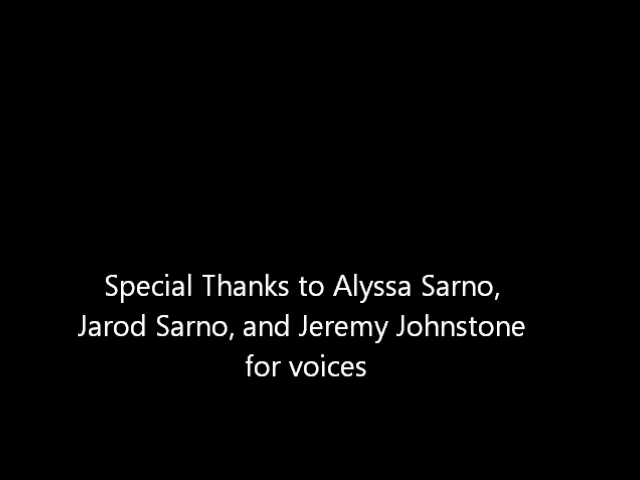 Special Thanks to Alyssa Sarno,
Jarod Sarno, and Jeremy Johnstone
for voices